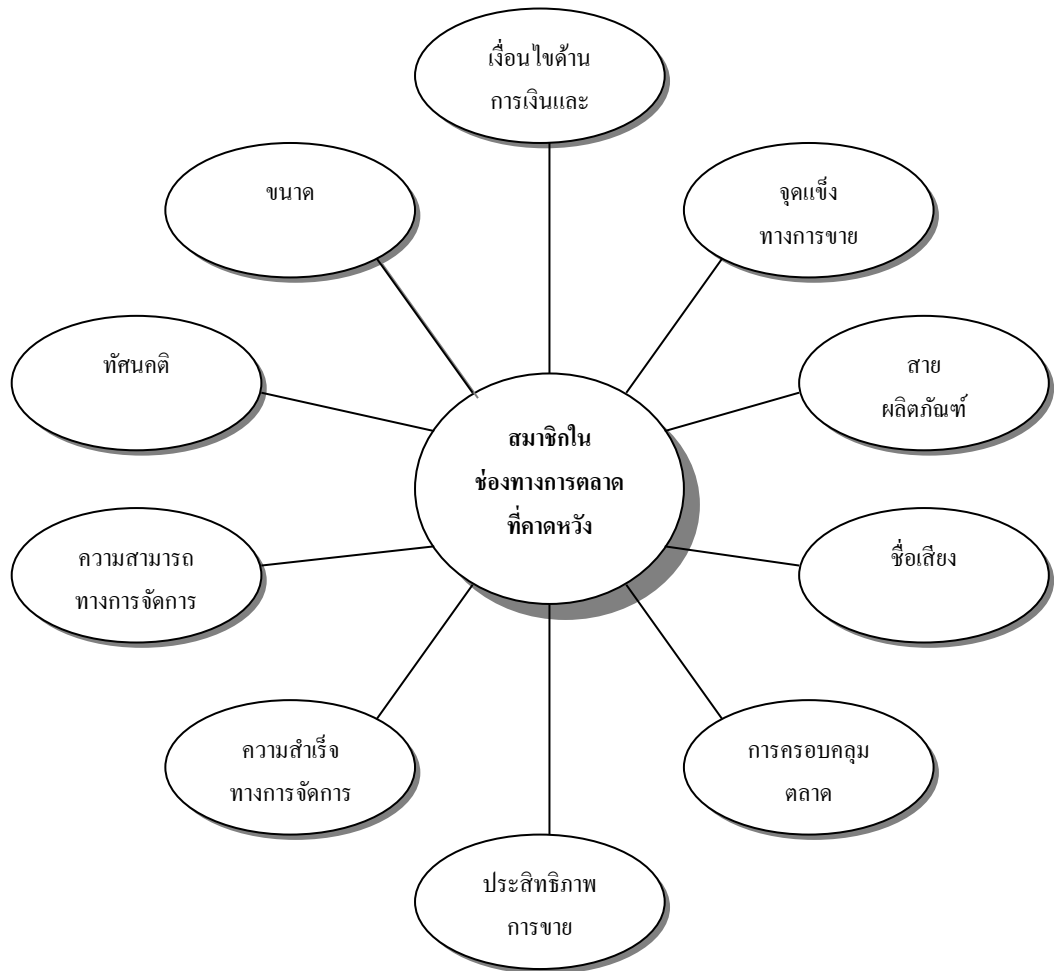 เงื่อนไขด้าน
การเงินและ
ขนาด
จุดแข็ง
ทางการขาย
ทัศนคติ
สาย
ผลิตภัณฑ์
สมาชิกใน
ช่องทางการตลาด
ที่คาดหวัง
ความสามารถ
ทางการจัดการ
ชื่อเสียง
ความสำเร็จ
ทางการจัดการ
การครอบคลุม
ตลาด
ประสิทธิภาพ
การขาย